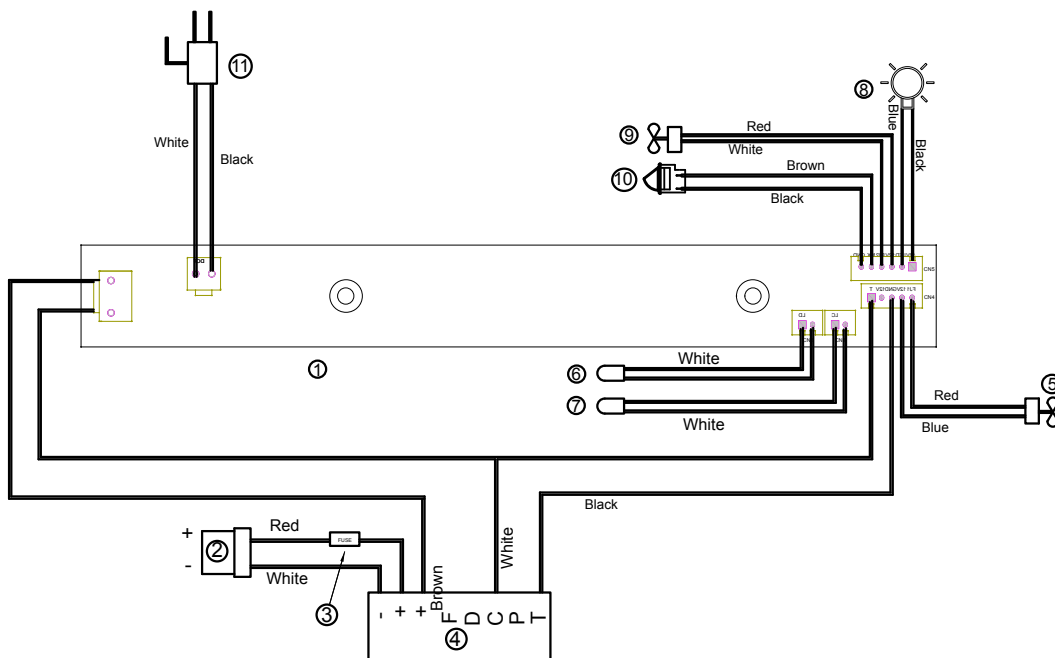 11
8
Blue
Black
9
Red
White
10
Brown
Black
White
Black
CN5
CN4
1
6
White
7
White
5
Red
Blue
Black
+
-
2
Red
White
FUSE
3
Brown
White
- + + F D C P T
4